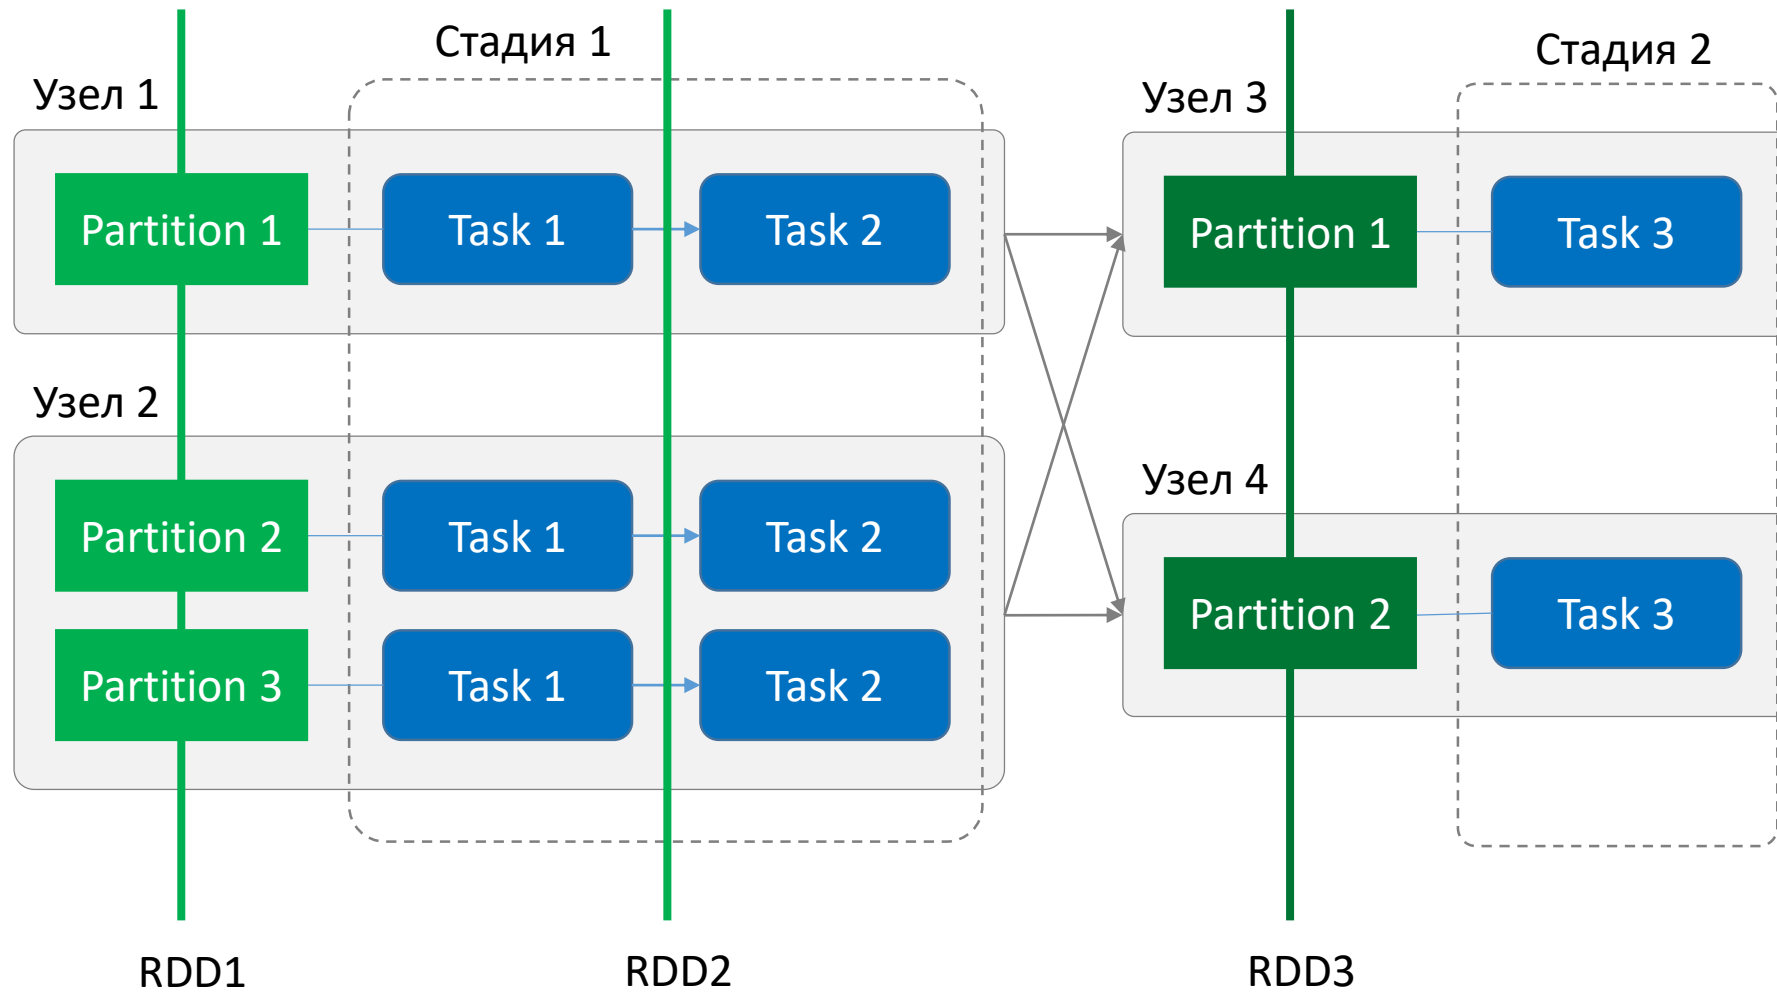 Стадия 1
Стадия 2
Узел 1
Узел 3
Partition 1
Task 1
Task 2
Partition 1
Task 3
Узел 2
Узел 4
Partition 2
Task 1
Task 2
Partition 2
Task 3
Partition 3
Task 1
Task 2
RDD1
RDD2
RDD3